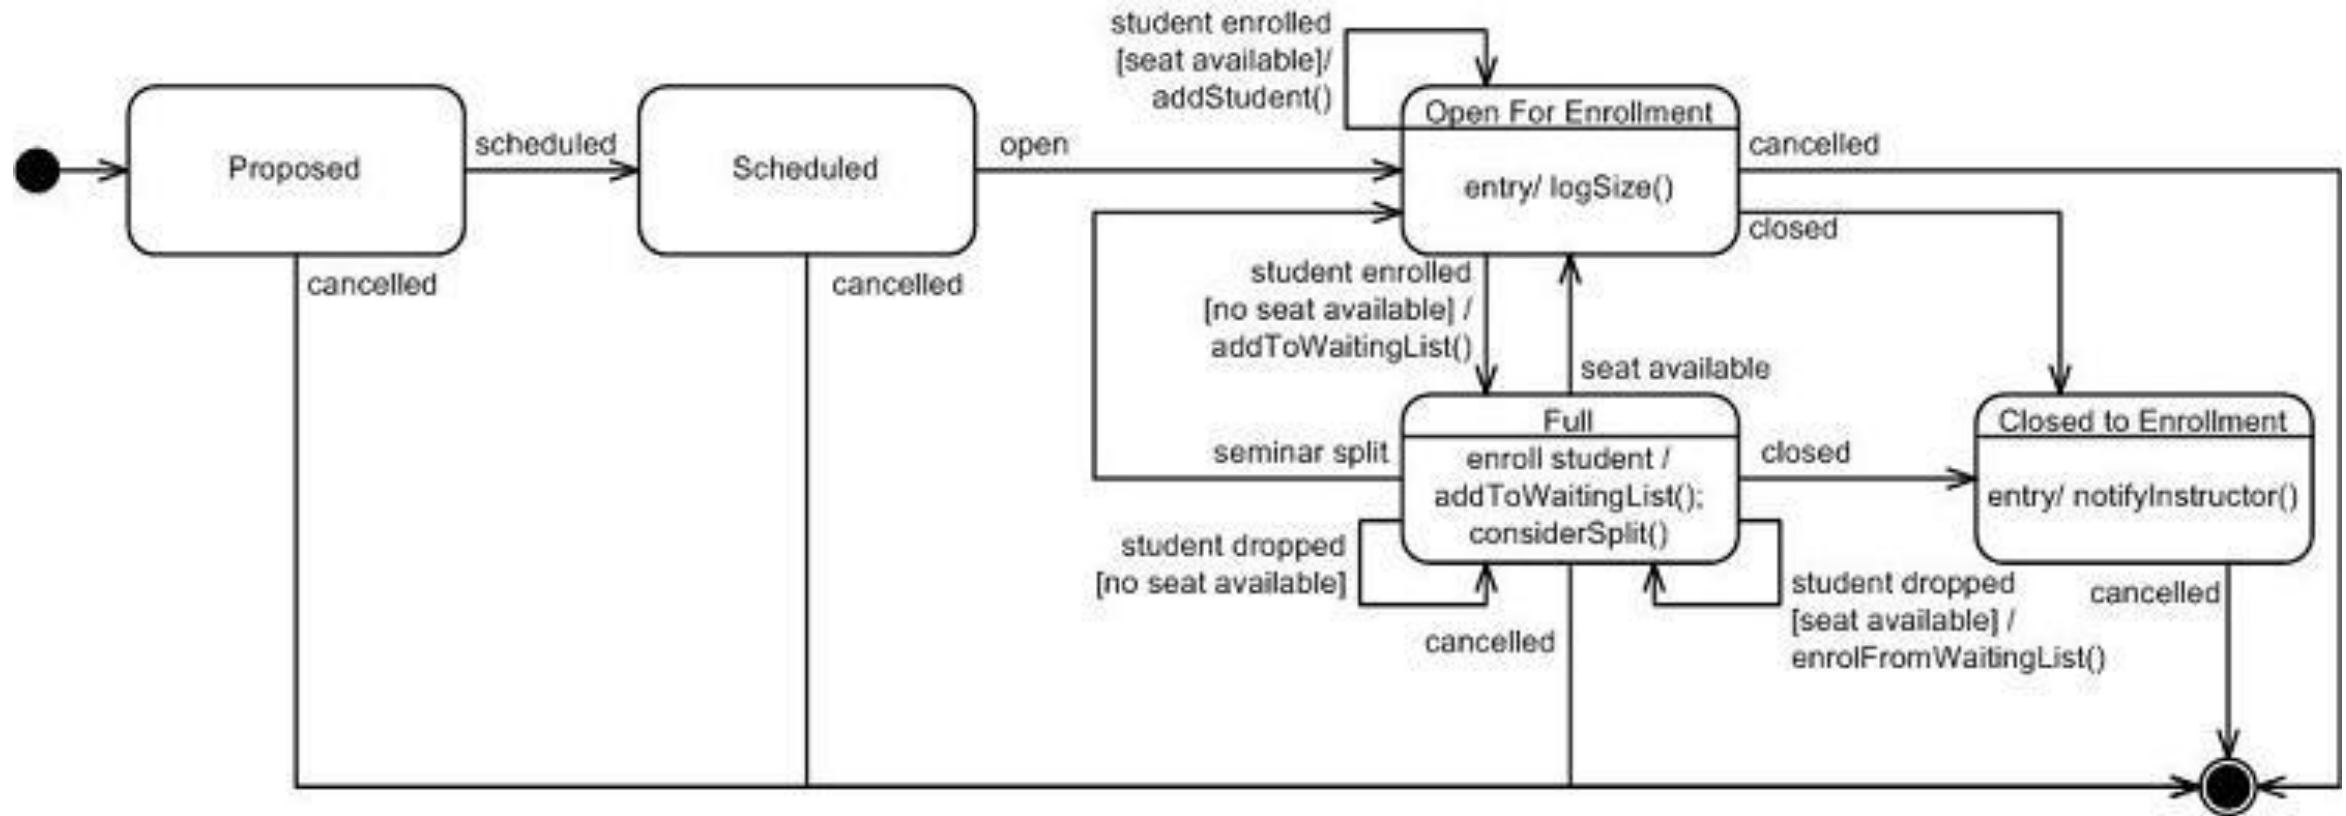 student enrolled
[seat available]/
addStudent()
Open For Enrollment
entry/ logSize()
Proposed
scheduled
Scheduled
open
cancelled
closed
cancelled
cancelled
student enrolled
[no seat available] /
addToWaitingList()
seat available
Full
enroll student /
addToWaitingList();
considerSplit()
seminar split
closed
Closed to Enrollment
entry/ notifyInstructor()
student dropped
[no seat available]
student dropped
[seat available] /
enrolFromWaitingList()
cancelled
cancelled